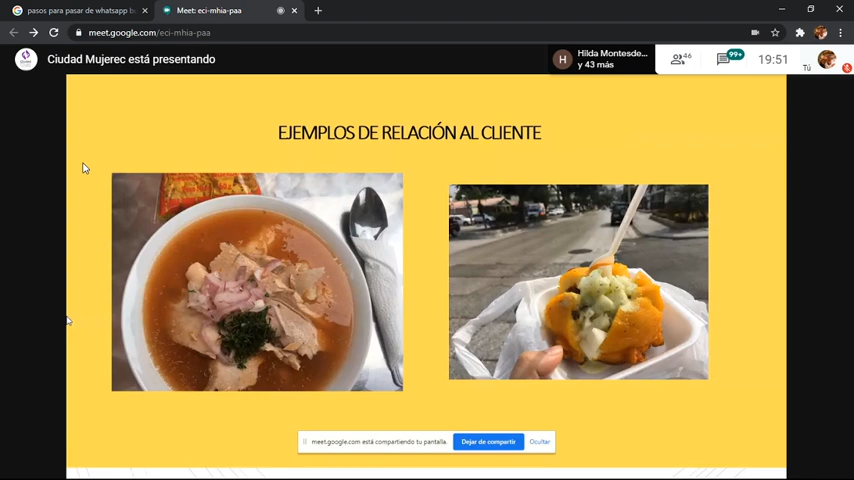 pasos para pasar de whatsapp b
Meet: eci-mhia-paa
meet.google.com/eci-mhia-paa
Ciudad Mujerec está presentando
H
Hilda Montesde...
y 43 más
46
99+
19:51
Tú
EJEMPLOS DE RELACIÓN AL CLIENTE
meet.google.com está compartiendo tu pantalla.
Dejar de compartir
Ocultar